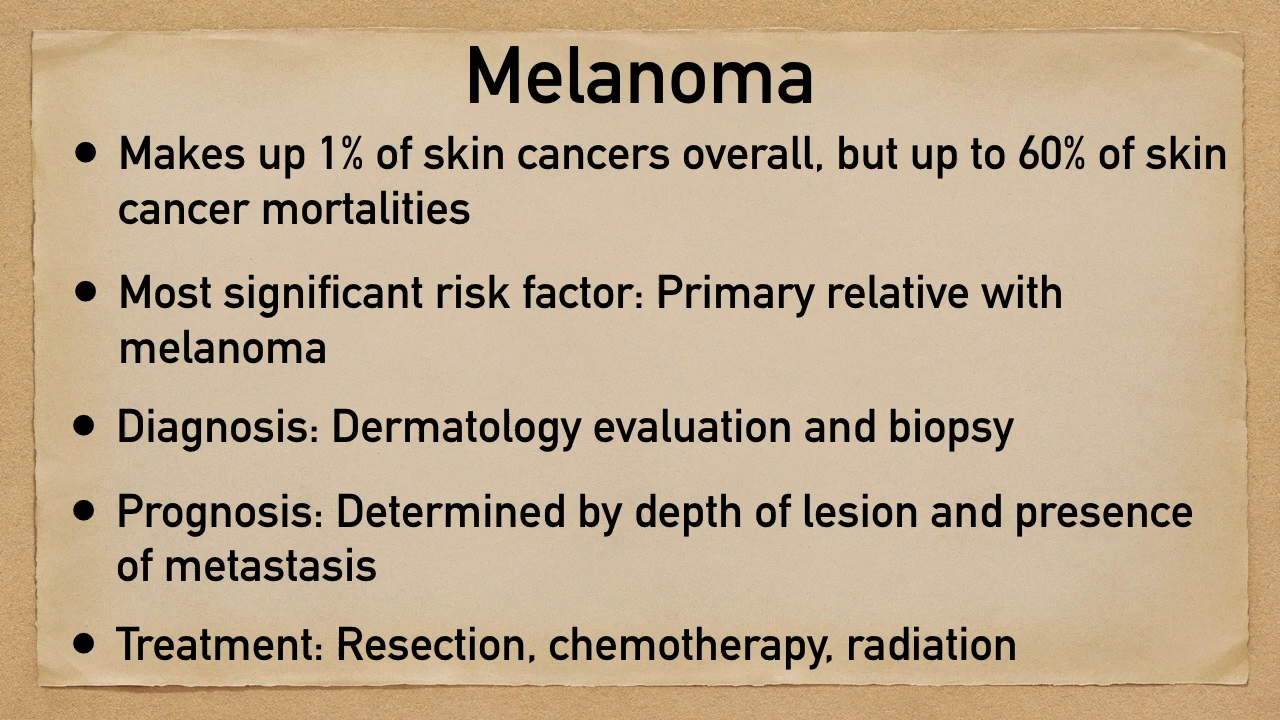 Melanoma
• Makes up 1% of skin cancers overall, but up to 60% of skin
cancer mortalities
• Most significant risk factor: Primary relative with
melanoma
• Diagnosis: Dermatology evaluation and biopsy
• Prognosis: Determined by depth of lesion and presence
of metastasis
• Treatment: Resection, chemotherapy, radiation